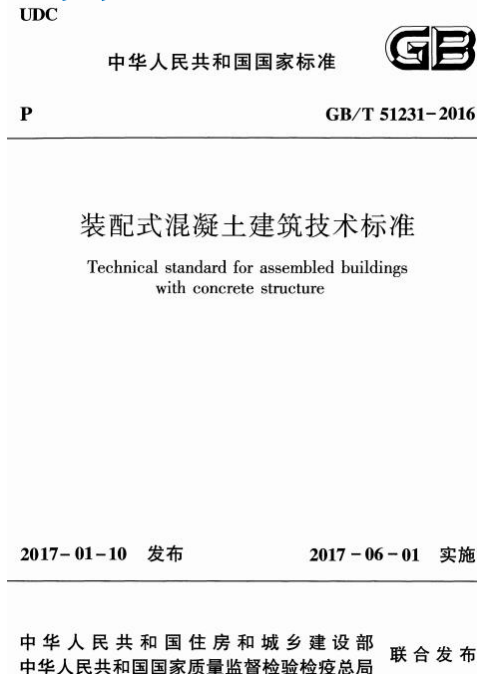 UDC
GB
中华人民共和国国家标准
P
GB/T 51231-2016
装配式混凝土建筑技术标准
Technical standard for assembled buildings
with concrete structure
2017-01-10 发布
2017-06-01 实施
中华人民共和国住房和城乡建设部
中华人民共和国国家质量监督检验检疫总局
联合发布